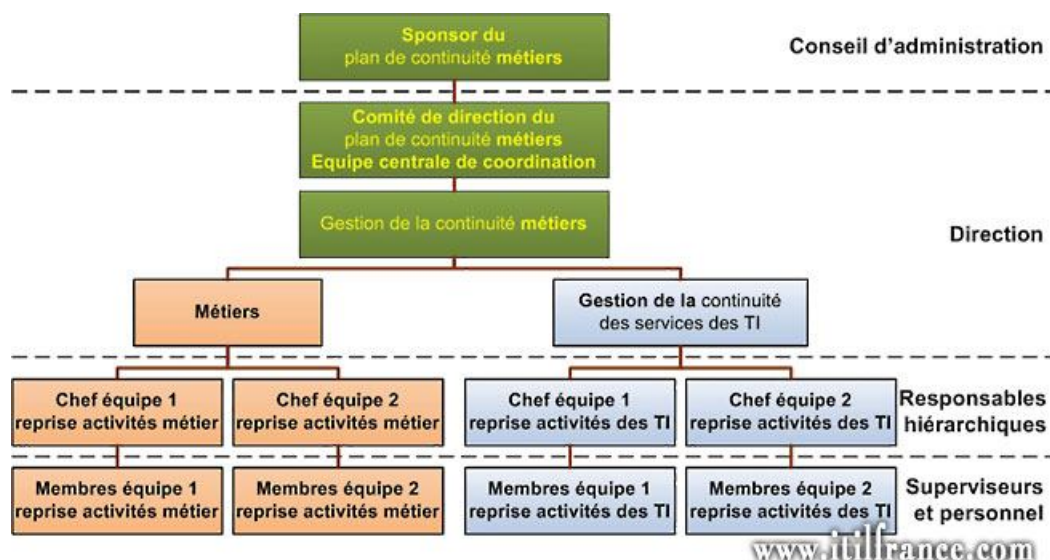 Sponsor du
plan de continuité métiers
Conseil d'administration
Comité de direction du
plan de continuité métiers
Equipe centrale de coordination
Gestion de la continuité métiers
Direction
Métiers
Gestion de la continuité
des services des TI
Chef équipe 1
reprise activités métier
Chef équipe 2
reprise activités métier
Chef équipe 1
reprise activités des TI
Chef équipe 2
reprise activités des TI
Responsables
hiérarchiques
Membres équipe 1
reprise activités métier
Membres équipe 2
reprise activités métier
Membres équipe 1
reprise activités des TI
Membres équipe 2
reprise activités des TI
Superviseurs
et personnel
www.itilfrance.com